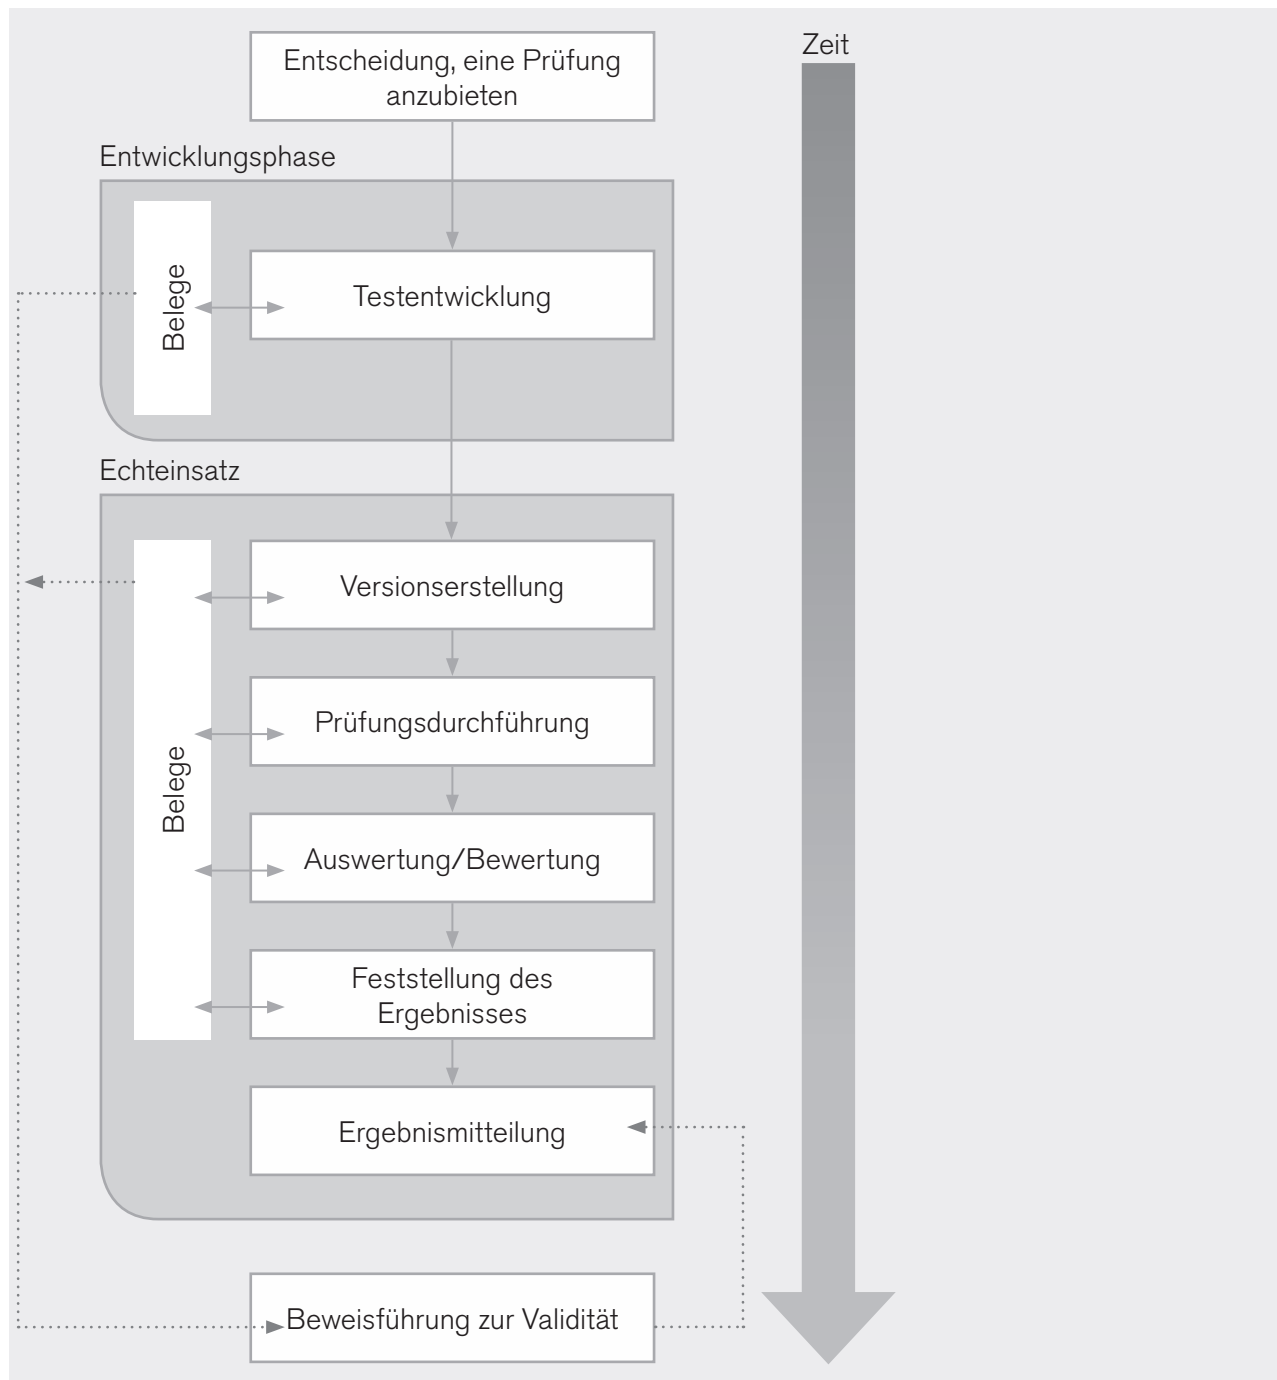 Entscheidung, eine Prüfung
anzubieten
Zeit
Entwicklungsphase
Belege
Testentwicklung
Echteinsatz
Belege
Versionserstellung
Prüfungsdurchführung
Auswertung/Bewertung
Feststellung des
Ergebnisses
Ergebnismitteilung
Beweisführung zur Validität